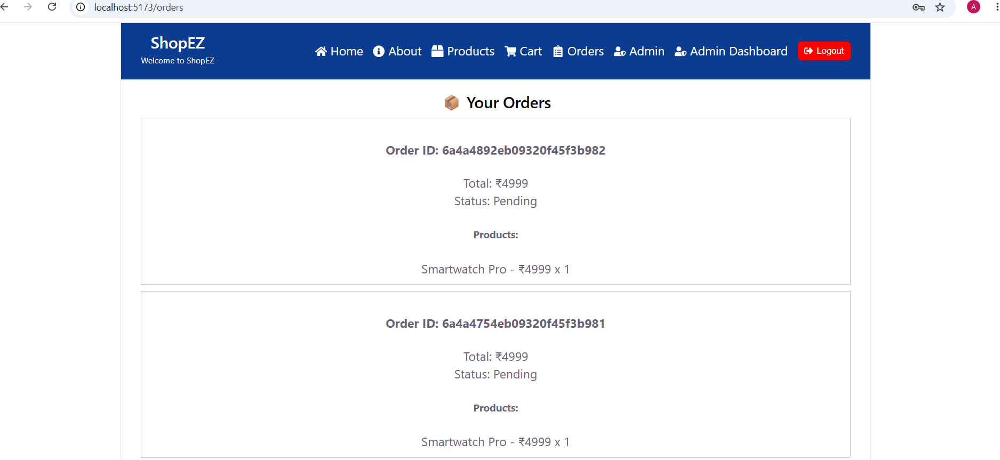 localhost:5173/orders
A
ShopEZ
Welcome to ShopEZ
Home About Products Cart Orders Admin Admin Dashboard Logout
Your Orders
Order ID: 6a4a4892eb09320f45f3b982
Total: ₹4999
Status: Pending
Products:
Smartwatch Pro - ₹4999 x 1
Order ID: 6a4a4754eb09320f45f3b981
Total: ₹4999
Status: Pending
Products:
Smartwatch Pro - ₹4999 x 1